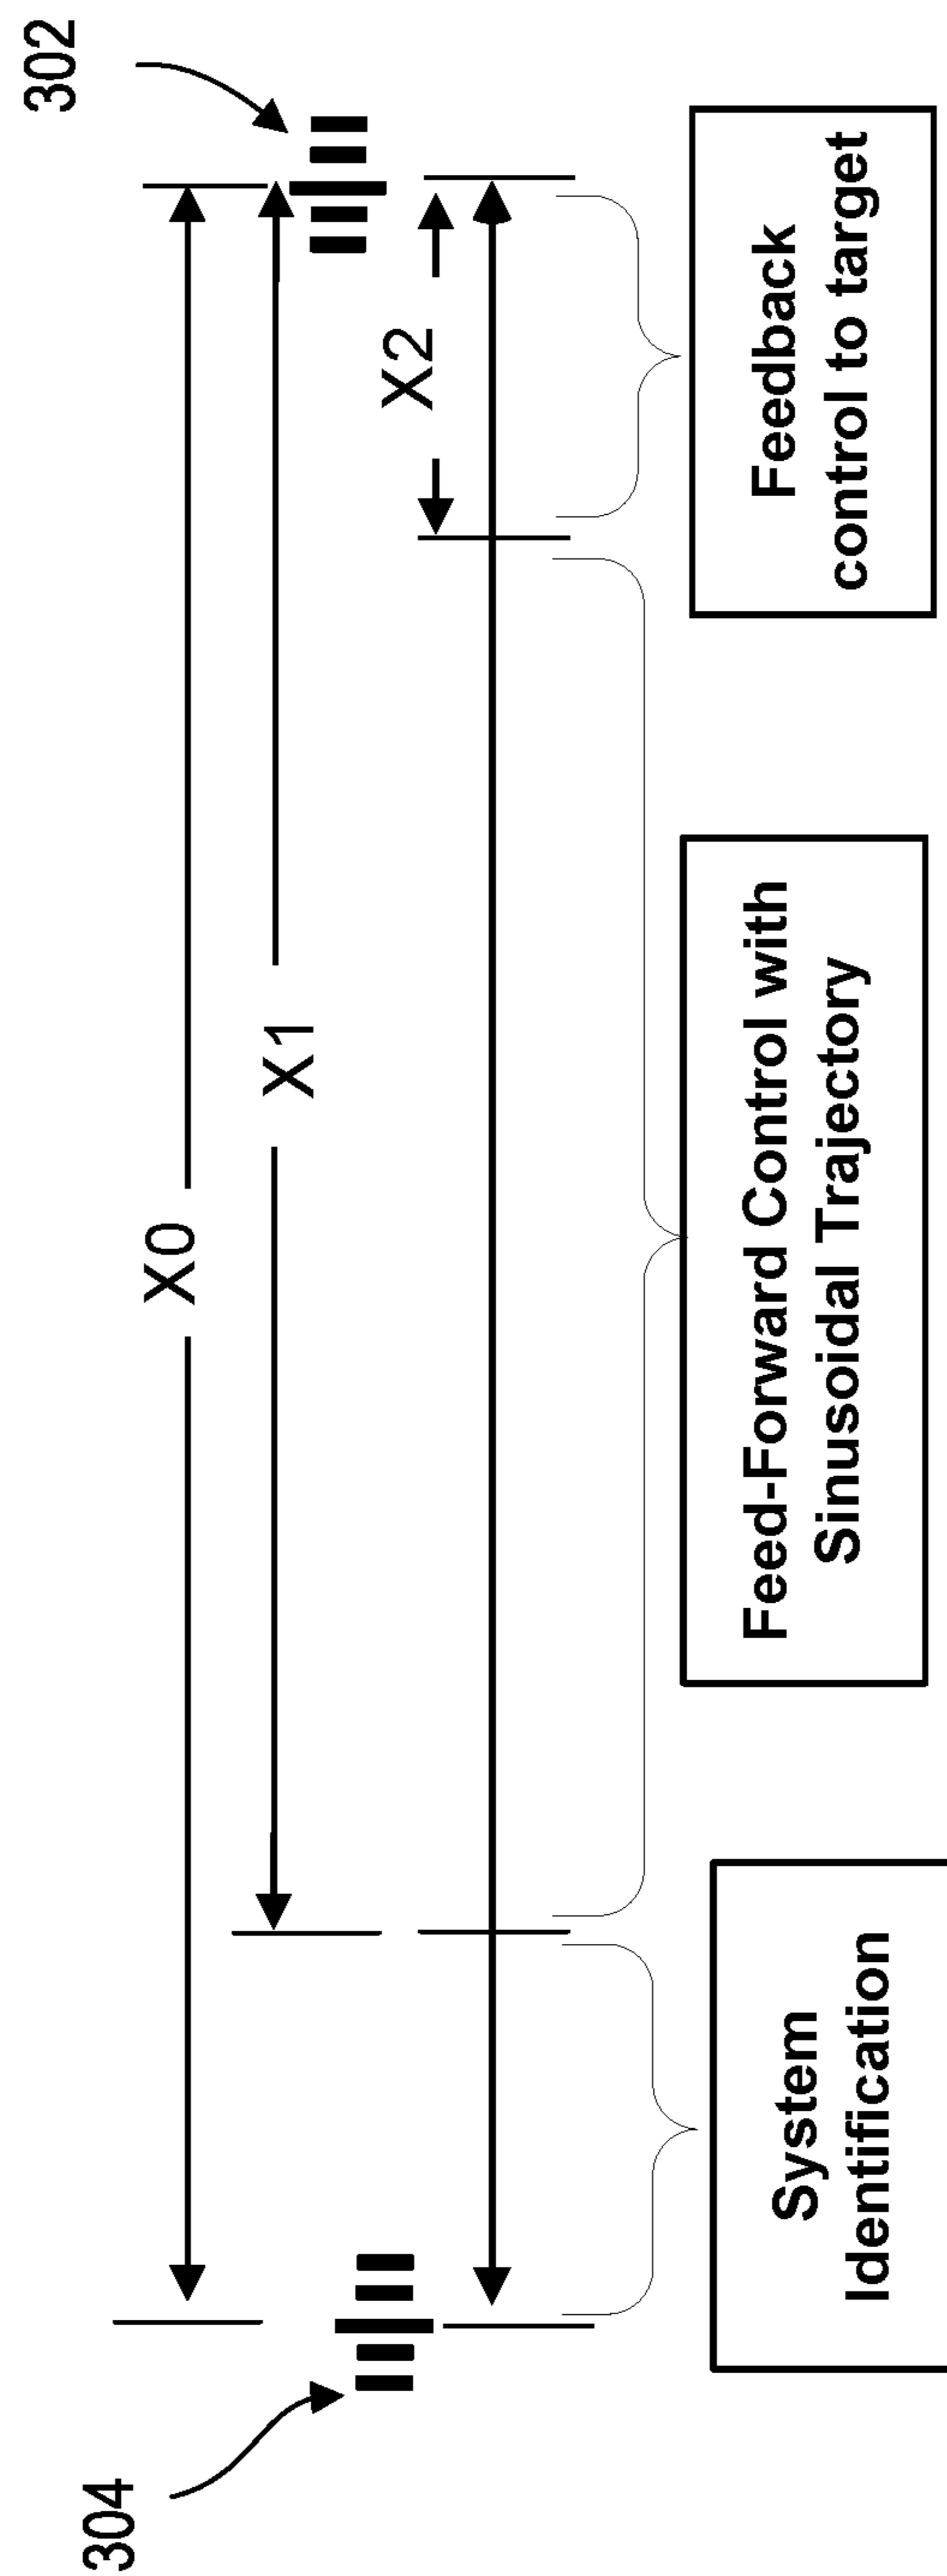 302
304
X0
X1
X2
System
Identification
Feed-Forward Control with
Sinusoidal Trajectory
Feedback
control to target